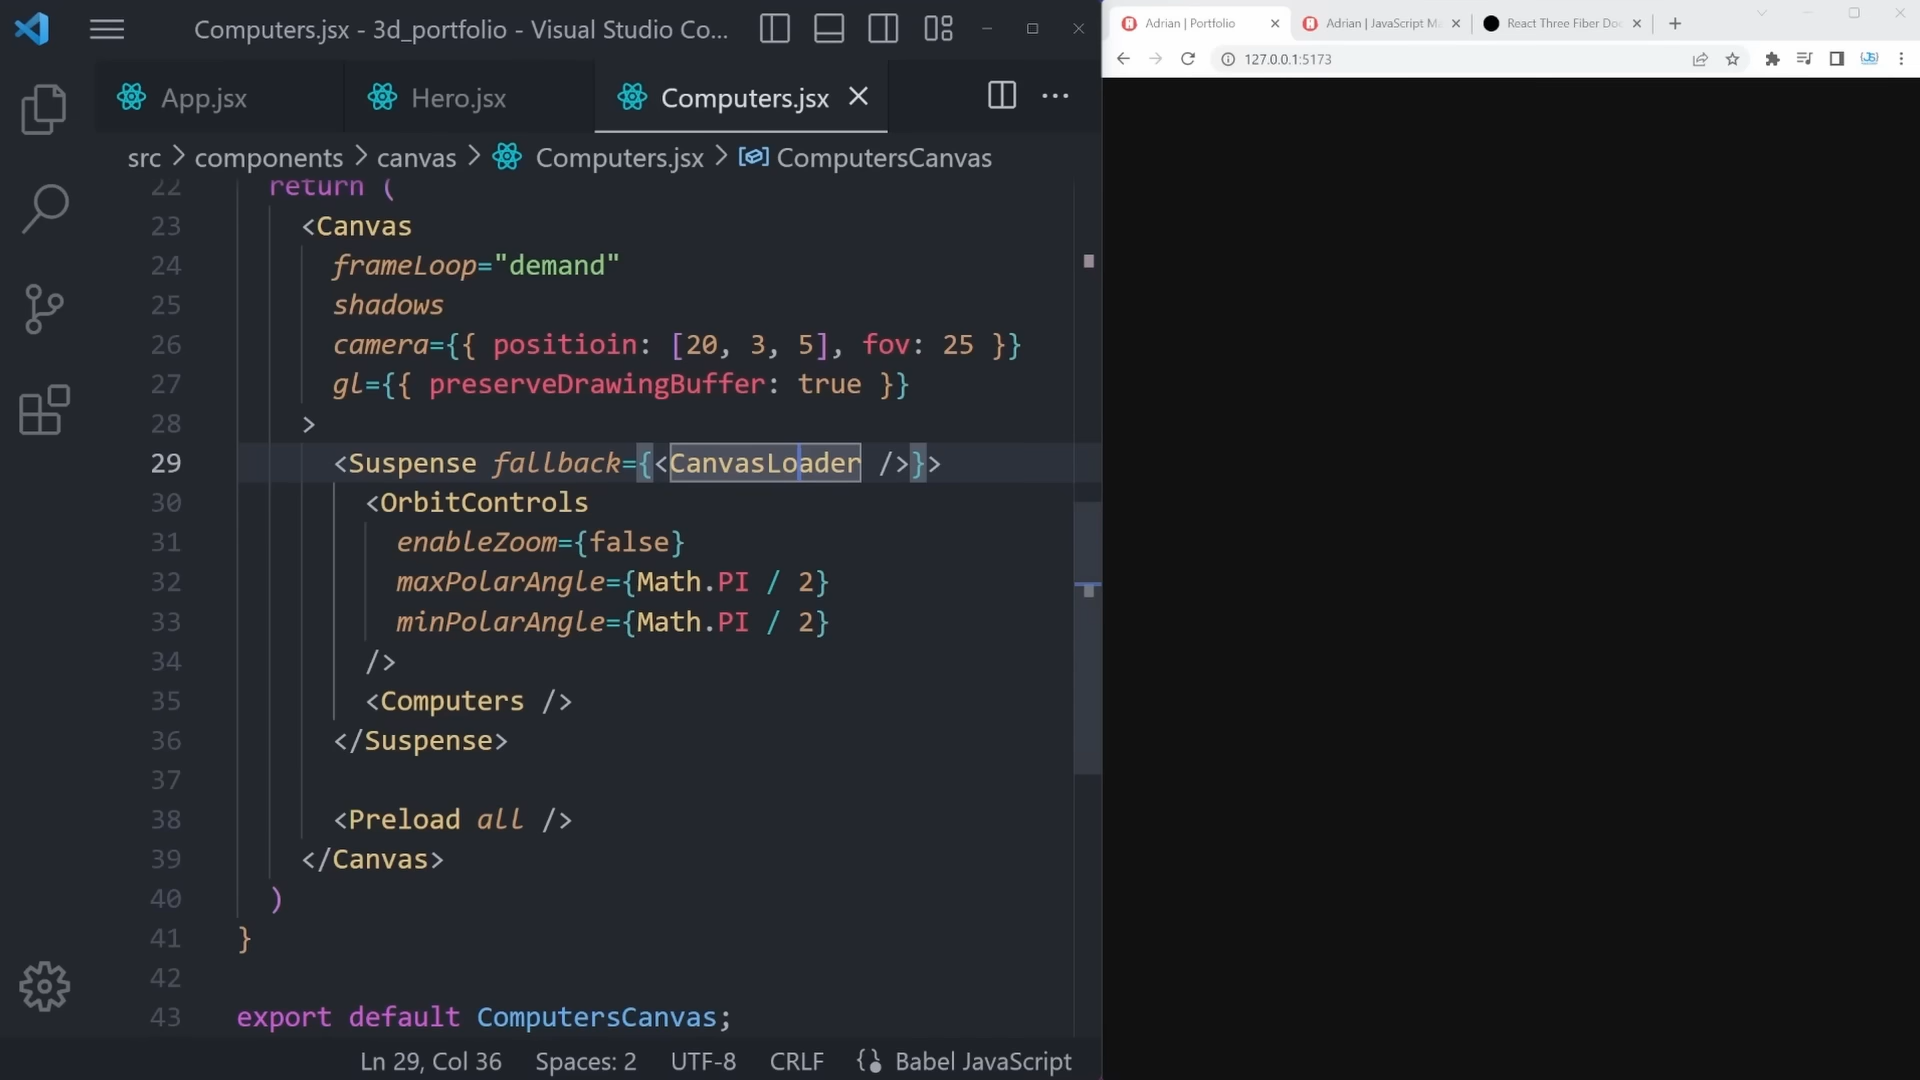 Computers.jsx - 3d_portfolio - Visual Studio Co...
App.jsx
Hero.jsx
Computers.jsx
src > components > canvas > Computers.jsx > ComputersCanvas
22 return (
23 <Canvas
24 frameLoop="demand"
25 shadows
26 camera={{ positioin: [20, 3, 5], fov: 25 }}
27 gl={{ preserveDrawingBuffer: true }}
28 >
29 <Suspense fallback={<CanvasLoader />}>
30 <OrbitControls
31 enableZoom={false}
32 maxPolarAngle={Math.PI / 2}
33 minPolarAngle={Math.PI / 2}
34 />
35 <Computers />
36 </Suspense>
37
38 <Preload all />
39 </Canvas>
40 )
41 }
42
43 export default ComputersCanvas;
Ln 29, Col 36 Spaces: 2 UTF-8 CRLF Babel JavaScript
Adrian | Portfolio
Adrian | JavaScript M
React Three Fiber Do
127.0.0.1:5173